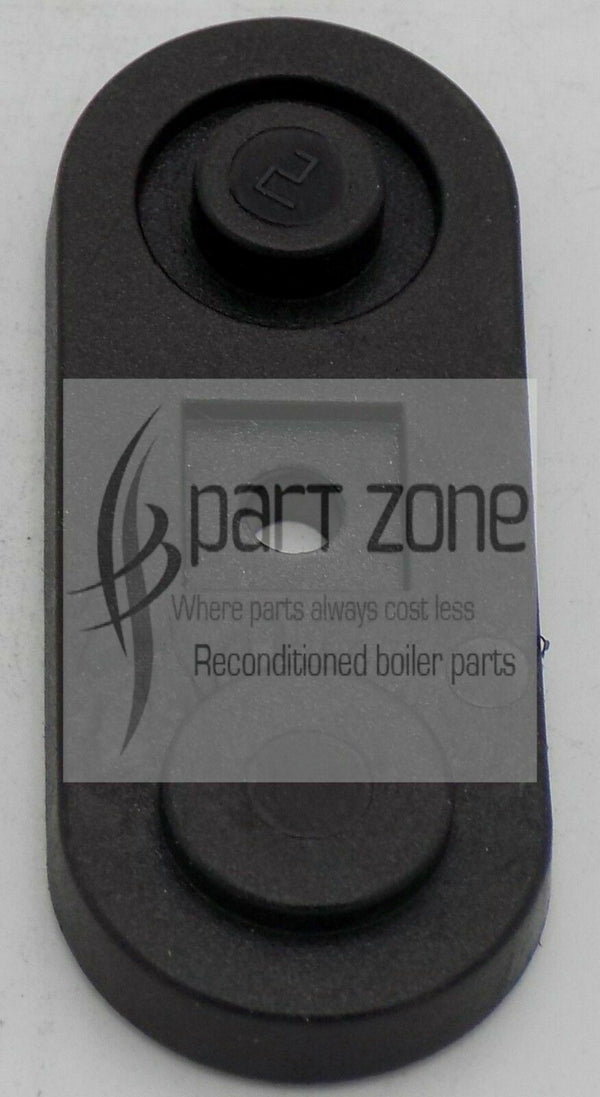 2
part zone
Where parts always cost less
Reconditioned boiler parts